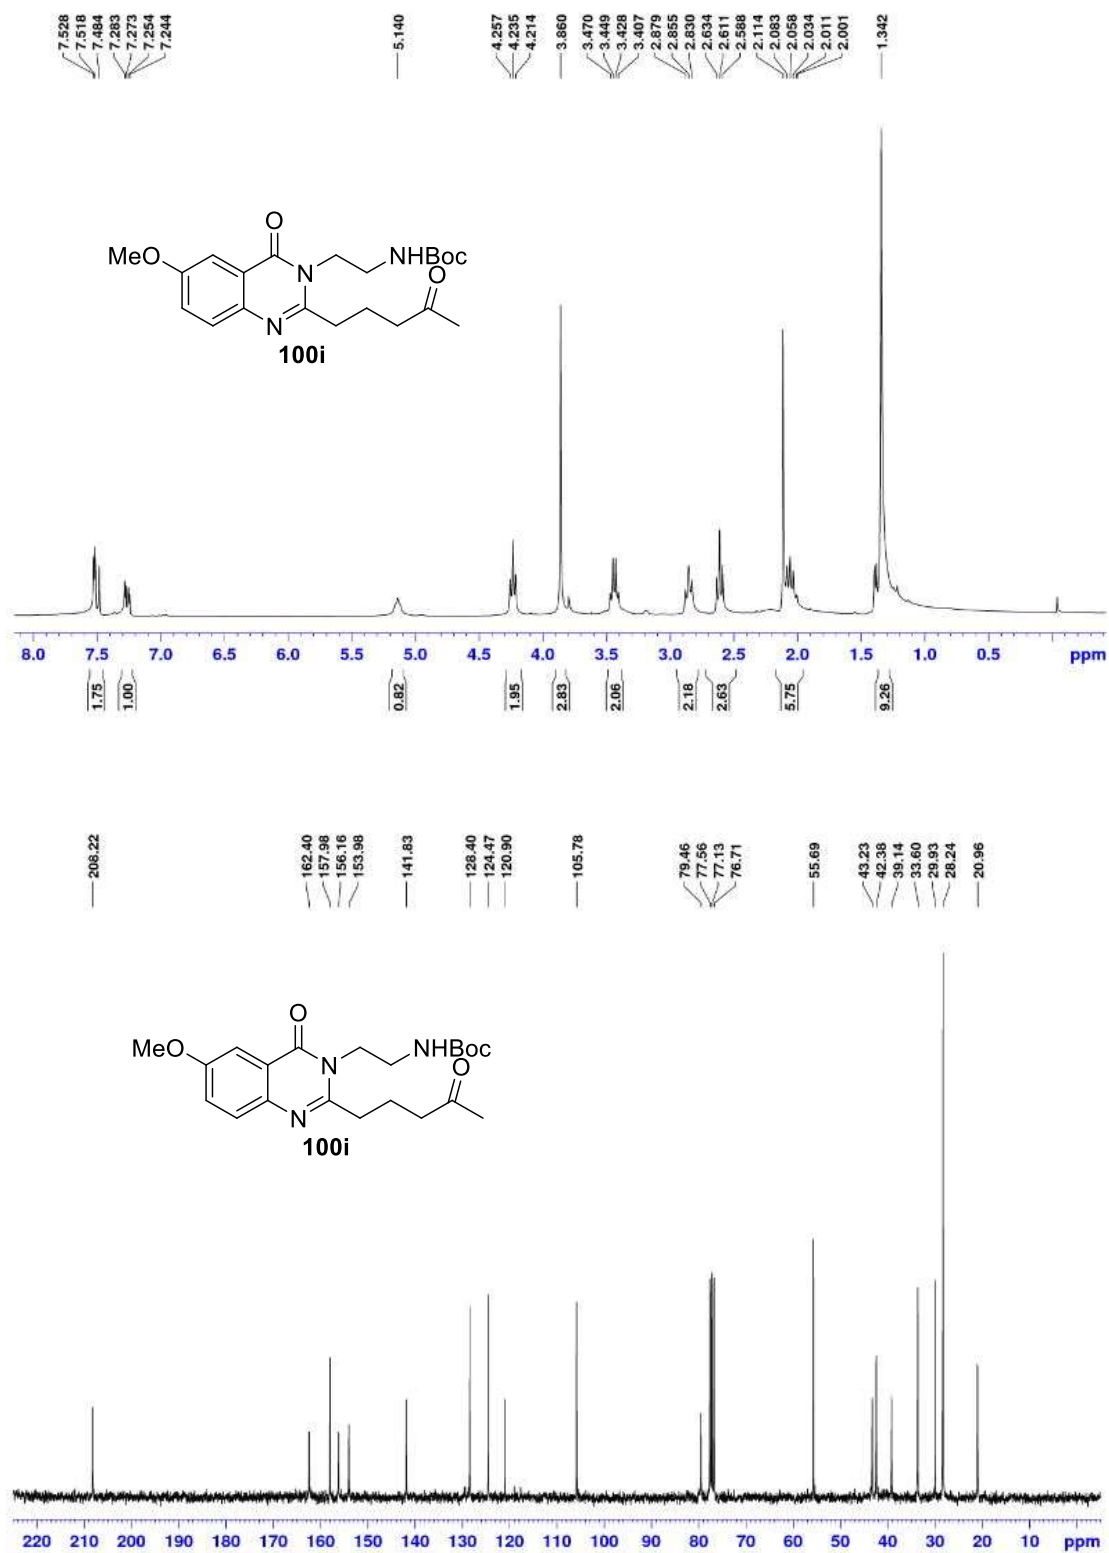 7.528 7.518 7.484 7.283 7.273 7.254 7.244 5.140 4.257 4.235 4.214 3.860 3.470 3.449 3.428 3.407 2.879 2.855 2.830 2.634 2.611 2.588 2.114 2.083 2.058 2.034 2.011 2.001 1.342
O
MeO N NHBoc
O
N
100i
8.0 7.5 7.0 6.5 6.0 5.5 5.0 4.5 4.0 3.5 3.0 2.5 2.0 1.5 1.0 0.5 ppm
1.75 1.00 0.82 1.95 2.83 2.06 2.18 2.63 5.75 9.26
208.22 162.40 157.98 156.16 153.98 141.83 128.40 124.47 120.90 105.78 79.46 77.56 77.13 76.71 55.69 43.23 42.38 39.14 33.60 29.93 28.24 20.96
O
MeO N NHBoc
O
N
100i
220 210 200 190 180 170 160 150 140 130 120 110 100 90 80 70 60 50 40 30 20 10 ppm